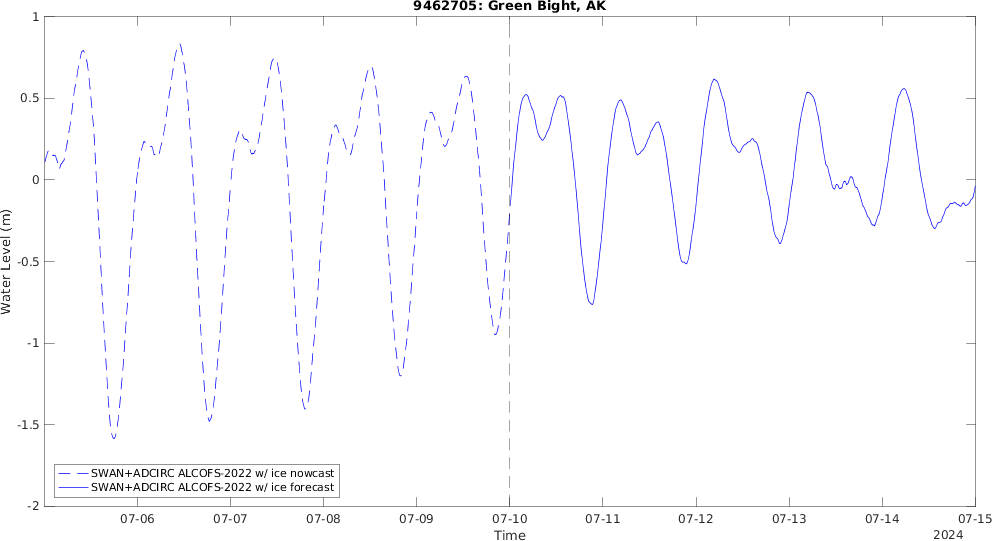 9462705: Green Bight, AK
Water Level (m)
1
0.5
0
-0.5
-1
-1.5
-2
SWAN+ADCIRC ALCOFS-2022 w/ ice nowcast
SWAN+ADCIRC ALCOFS-2022 w/ ice forecast
07-06 07-07 07-08 07-09 07-10 07-11 07-12 07-13 07-14 07-15
Time
2024